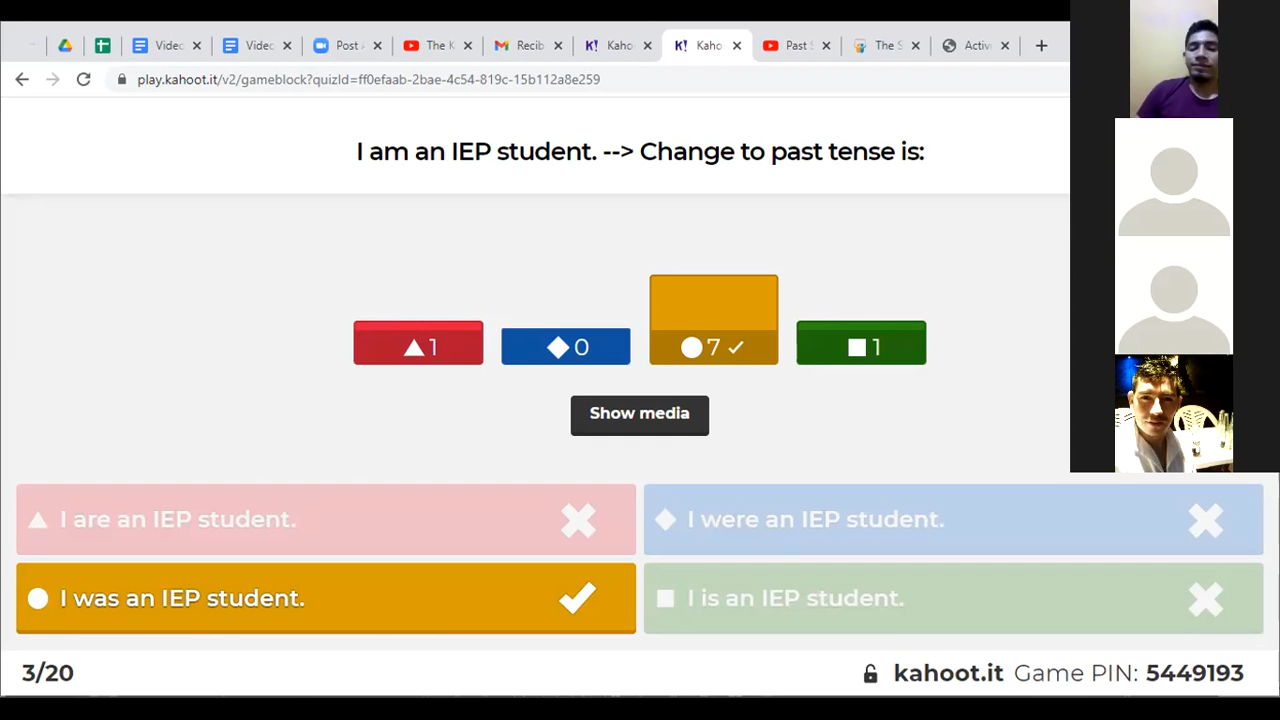 Video
Video
Post
The K
Recib
Kaho
Kaho
Past
The S
Activ
play.kahoot.it/v2/gameblock?quizId=ff0efaab-2bae-4c54-819c-15b112a8e259
I am an IEP student. --> Change to past tense is:
1
0
7
1
Show media
I are an IEP student.
I were an IEP student.
I was an IEP student.
I is an IEP student.
3/20
kahoot.it Game PIN: 5449193